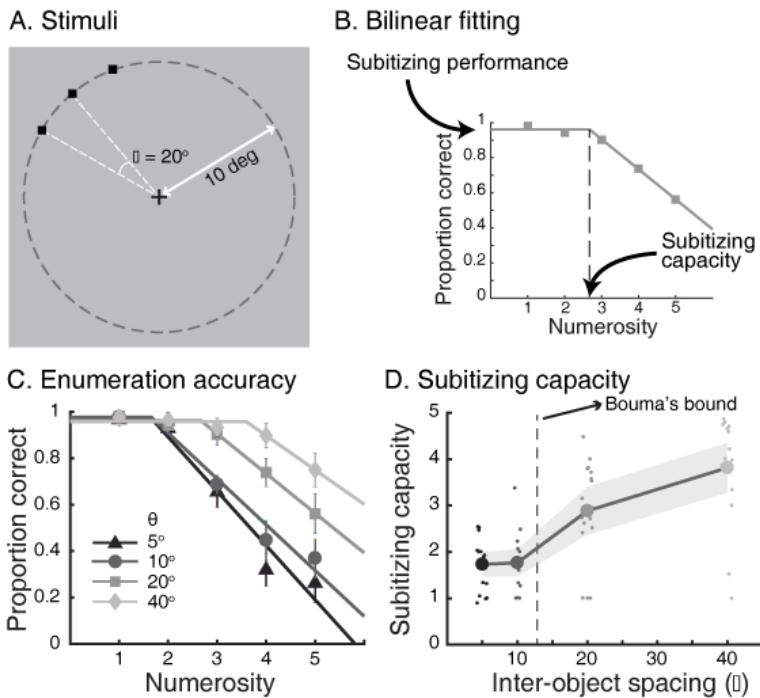 A. Stimuli
▯ = 20°
10 deg
B. Bilinear fitting
Subitizing performance
Proportion correct
1
0.8
0.6
0.4
0.2
0
1 2 3 4 5
Numerosity
Subitizing
capacity
C. Enumeration accuracy
Proportion correct
1
0.8
0.6
0.4
0.2
0
θ
5°
10°
20°
40°
1 2 3 4 5
Numerosity
D. Subitizing capacity
Bouma's bound
Subitizing capacity
5
4
3
2
1
0
0 10 20 30 40
Inter-object spacing (▯)